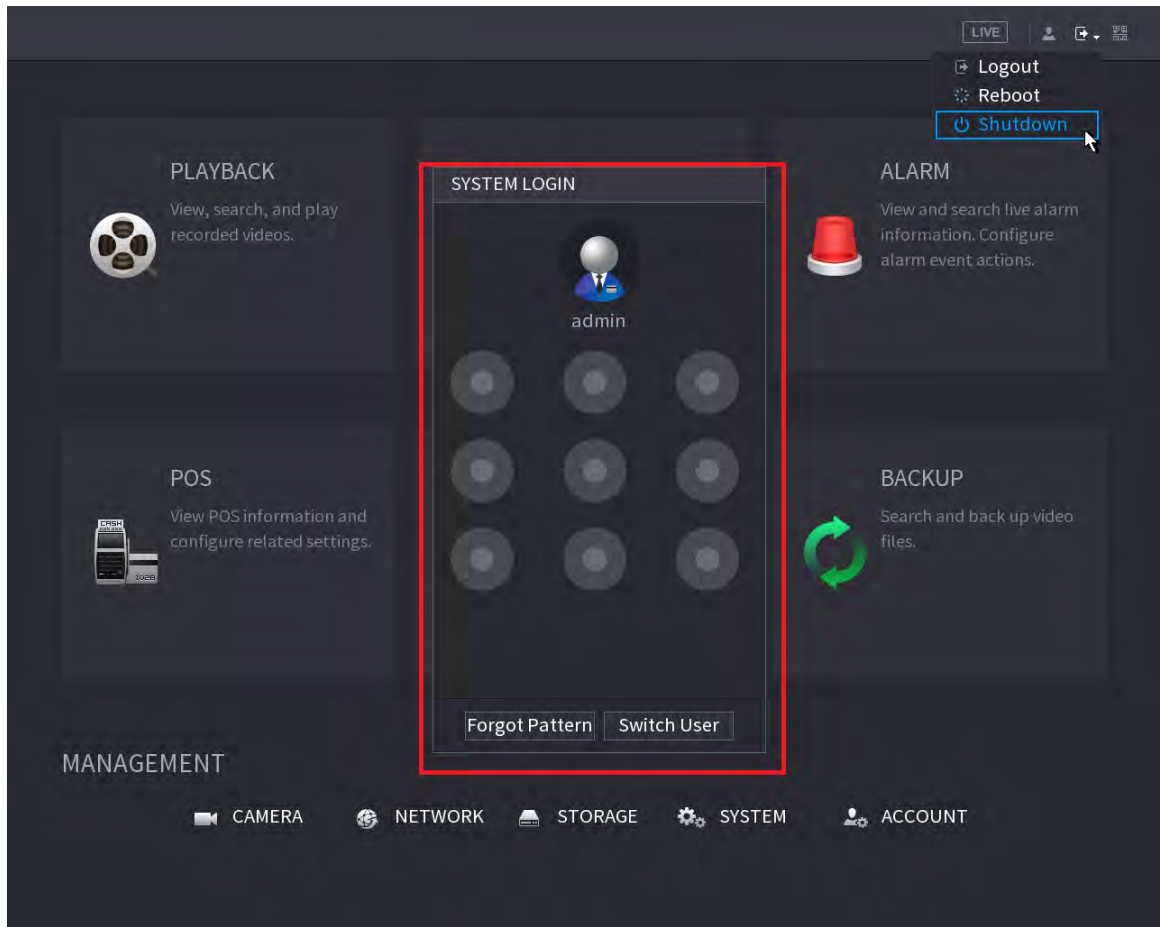 LIVE
Logout
Reboot
Shutdown
PLAYBACK
View, search, and play
recorded videos.
SYSTEM LOGIN
admin
Forgot Pattern
Switch User
ALARM
View and search live alarm
information. Configure
alarm event actions.
POS
View POS information and
configure related settings.
CASH
BACKUP
Search and back up video
files.
MANAGEMENT
CAMERA
NETWORK
STORAGE
SYSTEM
ACCOUNT